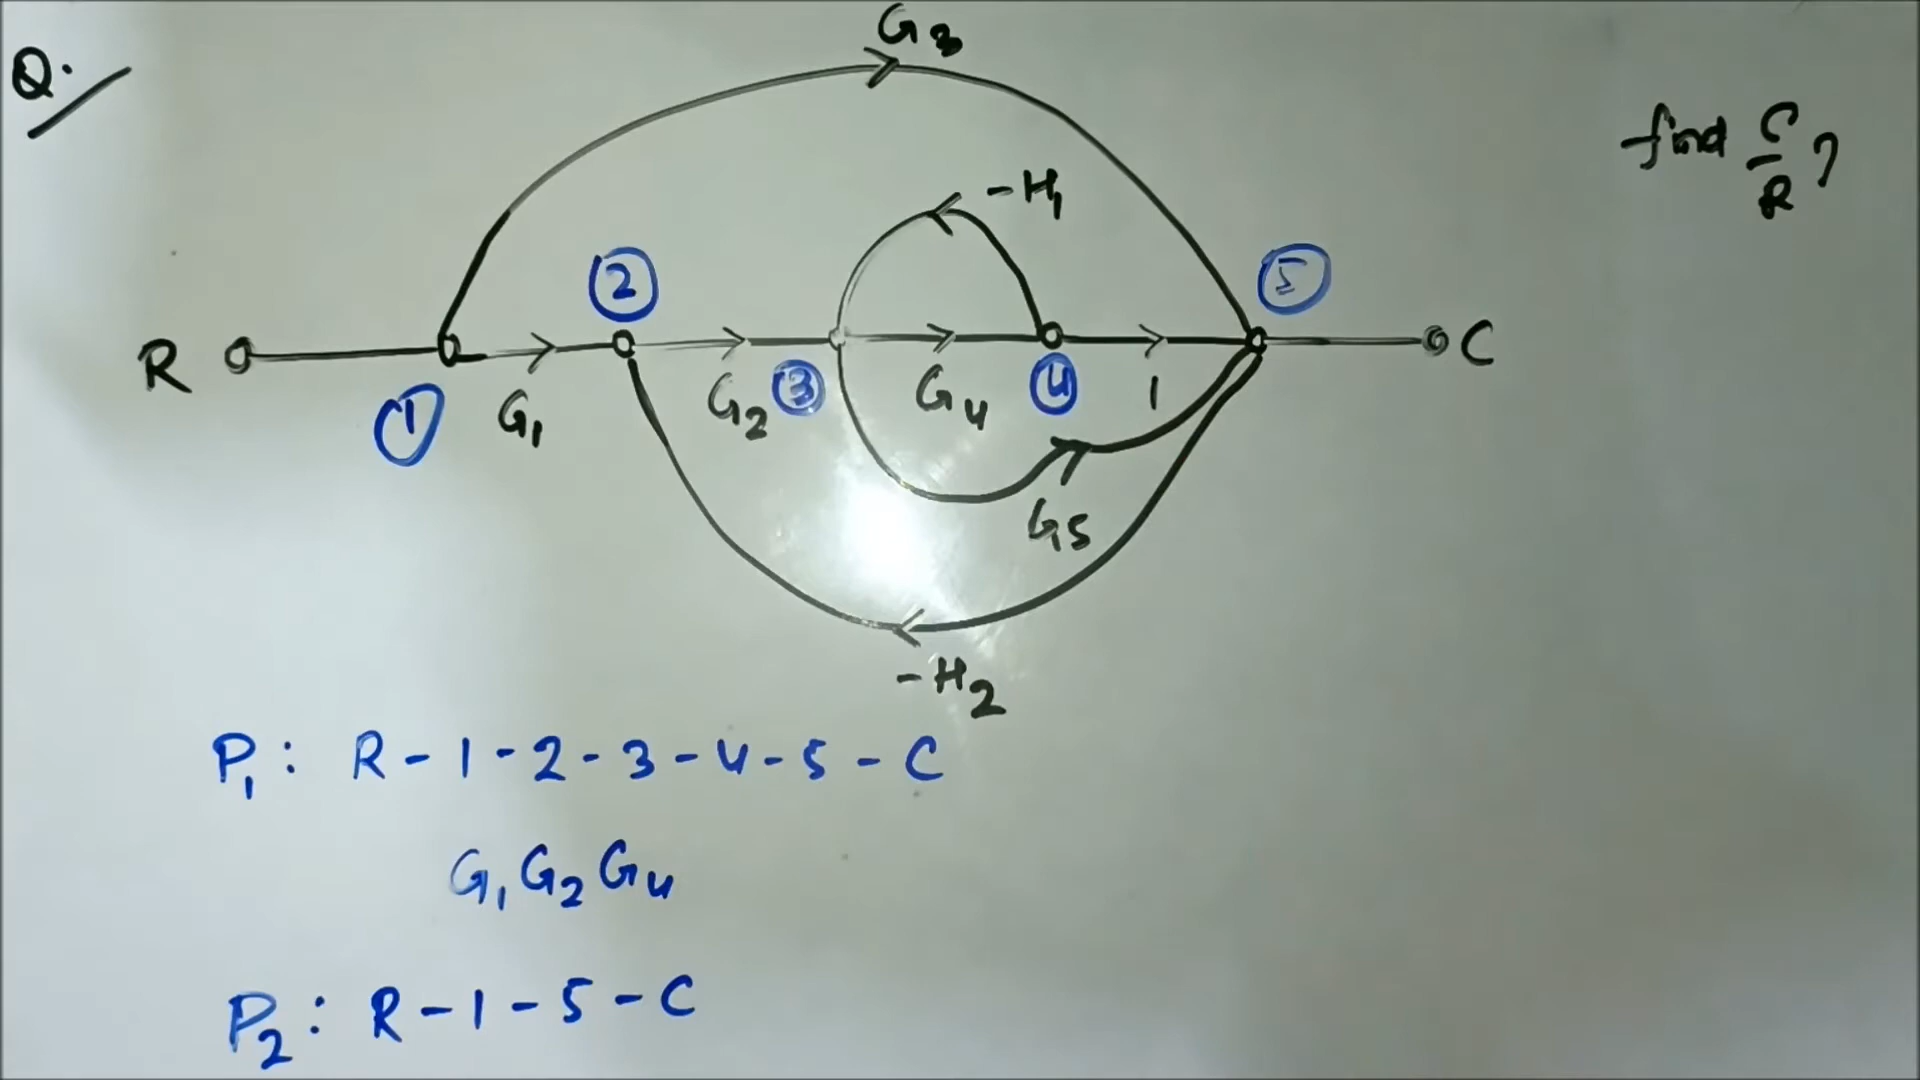 Q.
G3
find C/R ?
-H1
2
5
R
C
1
G1
G2
3
G4
4
1
G5
-H2
P1 : R - 1 - 2 - 3 - 4 - 5 - C
G1 G2 G4
P2 : R - 1 - 5 - C